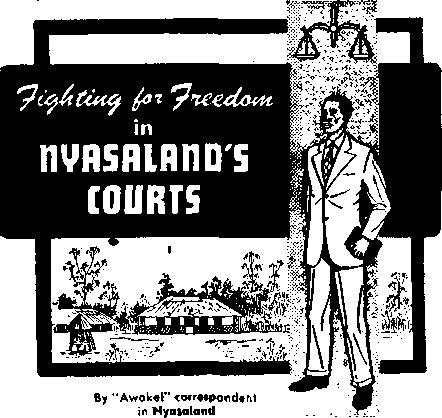 Fighting for Freedom
in
NYASALAND'S
COURTS
By "Awake!" correspondent
in Nyasaland